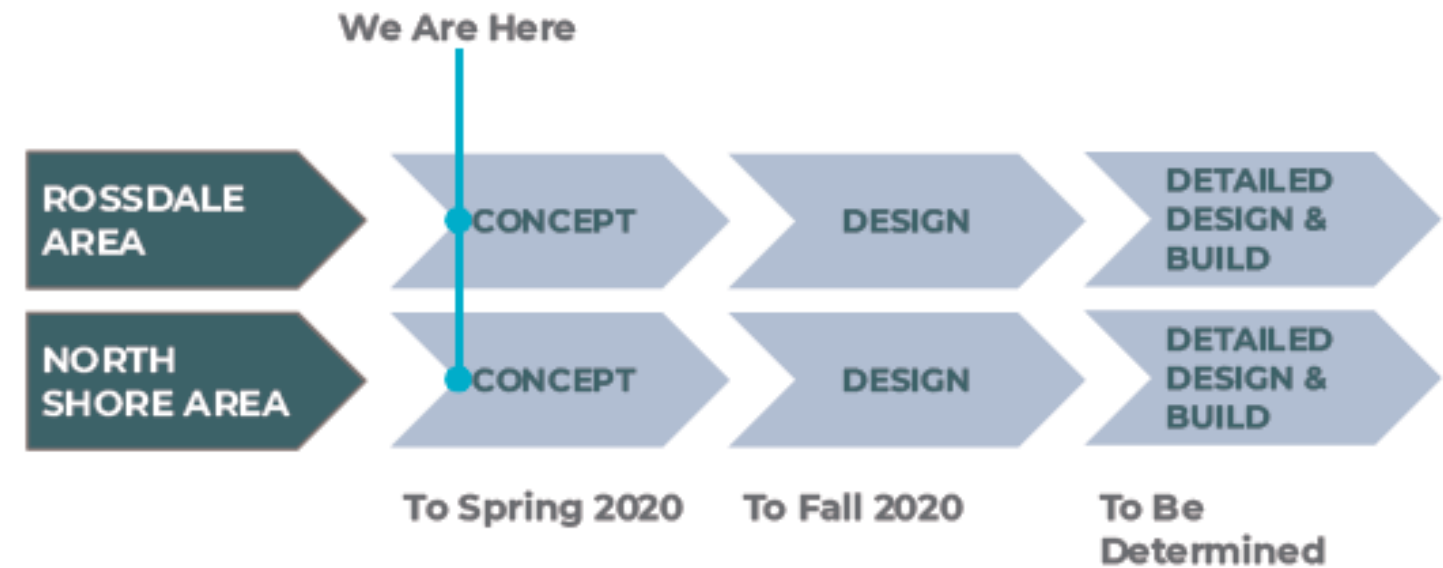 We Are Here
ROSSDALE
AREA
CONCEPT
DESIGN
DETAILED
DESIGN &
BUILD
NORTH
SHORE AREA
CONCEPT
DESIGN
DETAILED
DESIGN &
BUILD
To Spring 2020
To Fall 2020
To Be
Determined